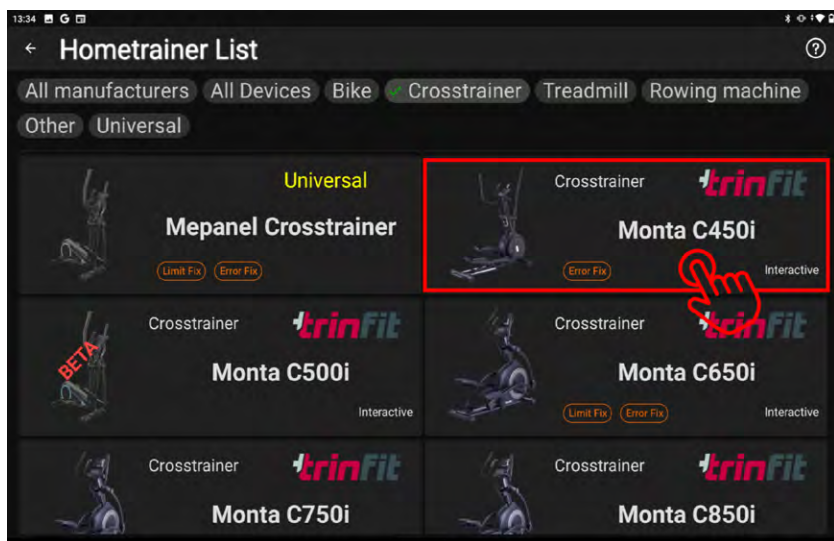 13:34 G
Hometrainer List
All manufacturers All Devices Bike Crosstrainer Treadmill Rowing machine
Other Universal
Universal
Mepanel Crosstrainer
Limit Fix Error Fix
Crosstrainer trinFit
Monta C450i
Error Fix Interactive
BETA
Crosstrainer trinFit
Monta C500i
Interactive
Crosstrainer trinFit
Monta C650i
Limit Fix Error Fix Interactive
Crosstrainer trinFit
Monta C750i
Crosstrainer trinFit
Monta C850i